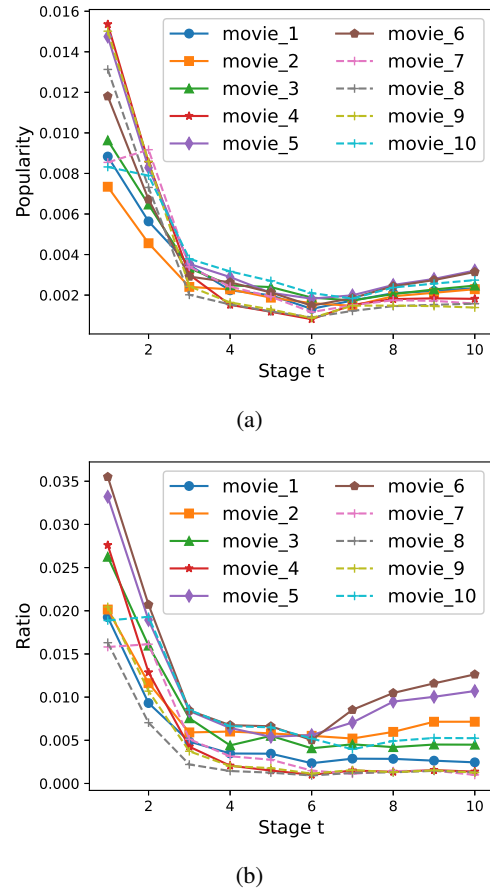 0.016
0.014
0.012
0.010
0.008
0.006
0.004
0.002
Popularity
movie_1 movie_6
movie_2 movie_7
movie_3 movie_8
movie_4 movie_9
movie_5 movie_10
2 4 6 8 10
Stage t
(a)
0.035
0.030
0.025
0.020
0.015
0.010
0.005
0.000
Ratio
movie_1 movie_6
movie_2 movie_7
movie_3 movie_8
movie_4 movie_9
movie_5 movie_10
2 4 6 8 10
Stage t
(b)